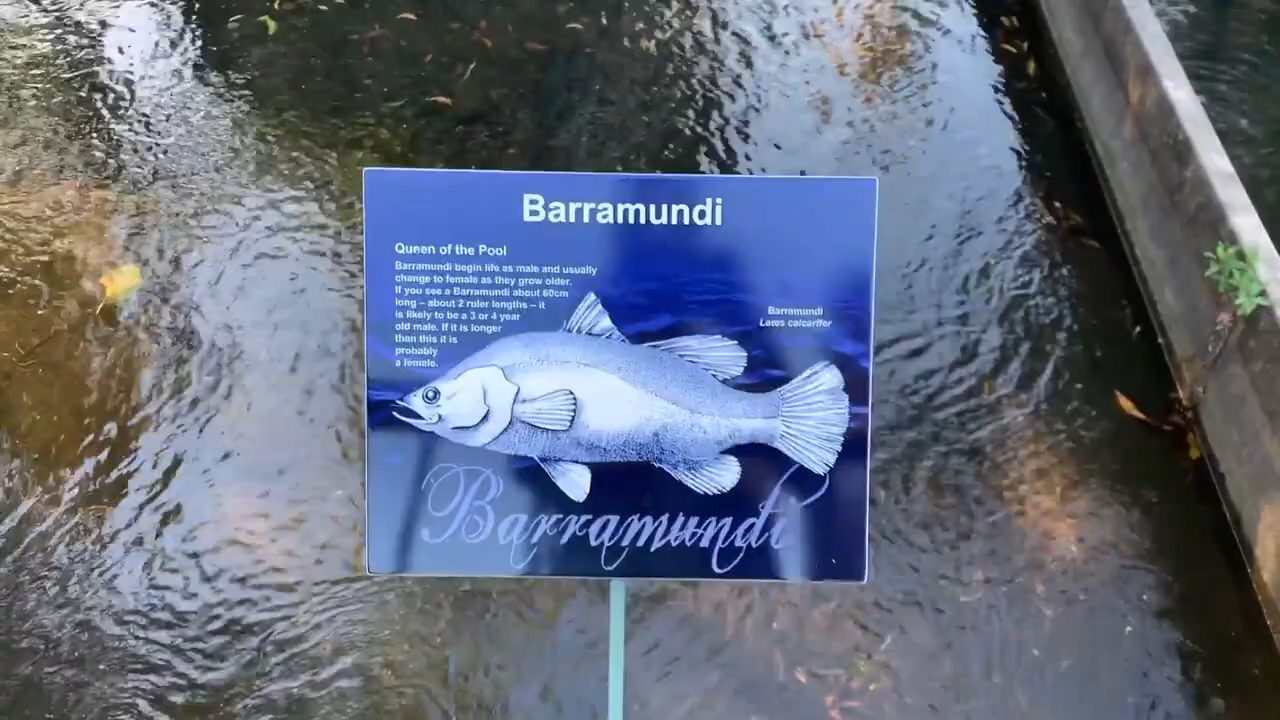 Barramundi
Queen of the Pool
Barramundi begin life as male and usually
change to female as they grow older.
If you see a Barramundi about 60cm
long – about 2 ruler lengths – it
is likely to be a 3 or 4 year
old male. If it is longer
than this it is
probably
a female.
Barramundi
Lates calcarifer
Barramundi